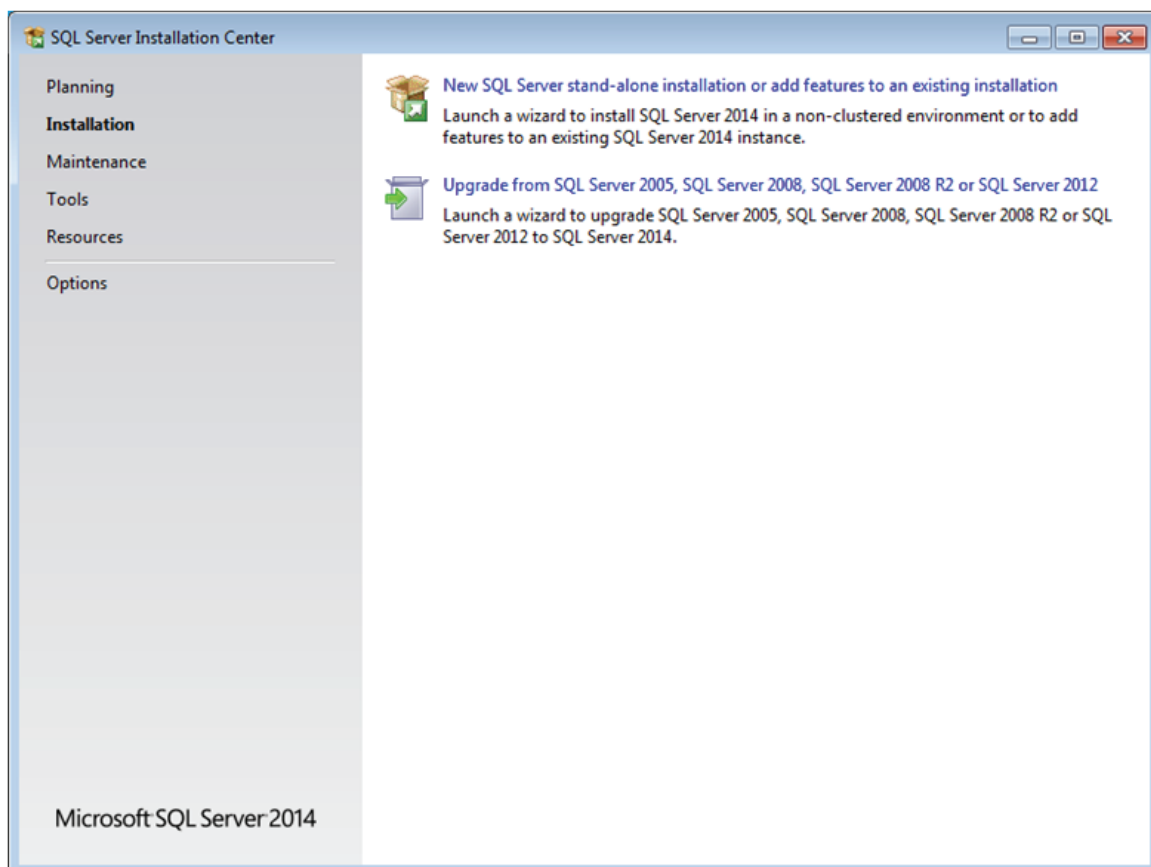 SQL Server Installation Center
Planning
Installation
Maintenance
Tools
Resources
Options
New SQL Server stand-alone installation or add features to an existing installation
Launch a wizard to install SQL Server 2014 in a non-clustered environment or to add
features to an existing SQL Server 2014 instance.
Upgrade from SQL Server 2005, SQL Server 2008, SQL Server 2008 R2 or SQL Server 2012
Launch a wizard to upgrade SQL Server 2005, SQL Server 2008, SQL Server 2008 R2 or SQL
Server 2012 to SQL Server 2014.
Microsoft SQL Server 2014